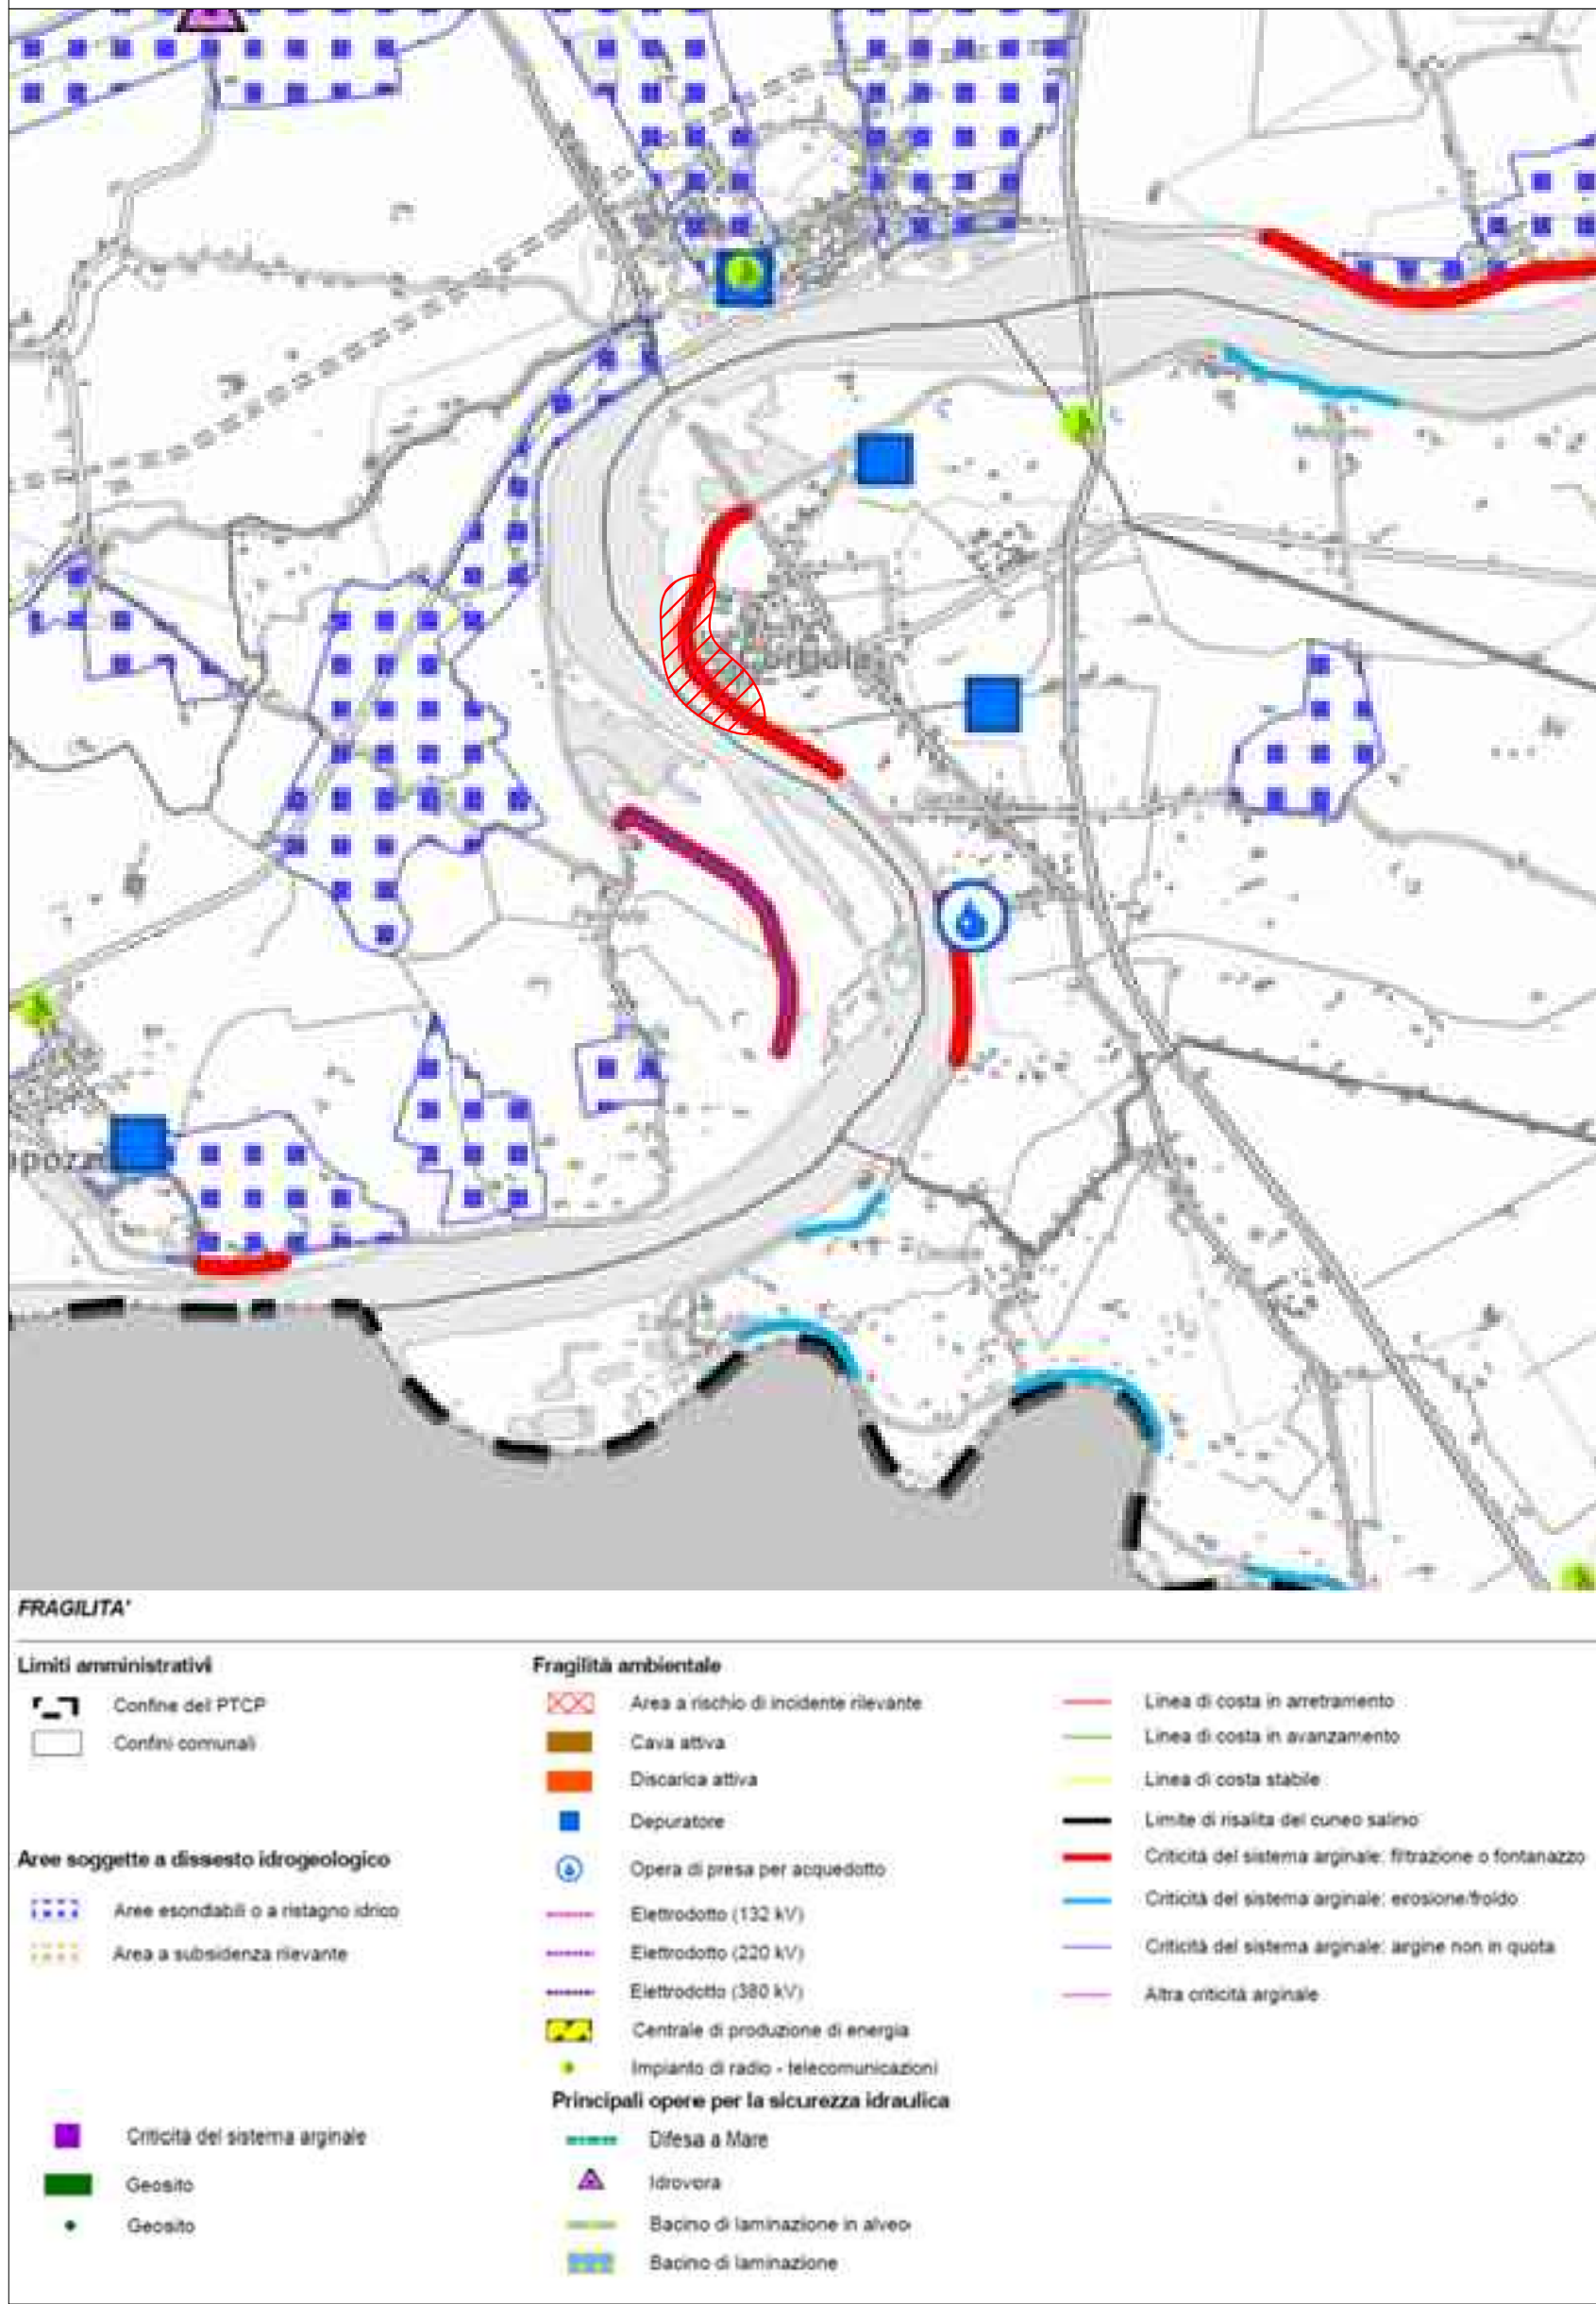 FRAGILITA'
Limiti amministrativi
Confine del PTCP
Confini comunali
Aree soggette a dissesto idrogeologico
Aree esondiabili o a ristagno idrico
Area a subsidenza rilevante
Criticità del sistema arginale
Geosito
Geosito
Fragilità ambientale
Area a rischio di incidente rilevante
Cava attiva
Discarica attiva
Depuratore
Opera di presa per acquedotto
Elettrodotto (132 kV)
Elettrodotto (220 kV)
Elettrodotto (380 kV)
Centrale di produzione di energia
Impianto di radio - telecomunicazioni
Principali opere per la sicurezza idraulica
Difesa a Mare
Idrovora
Bacino di laminazione in alveo
Bacino di laminazione
Linea di costa in arretramento
Linea di costa in avanzamento
Linea di costa stabile
Limite di risalita del cuneo salino
Criticità del sistema arginale: filtrazione o fontanazzo
Criticità del sistema arginale: erosione/froldo
Criticità del sistema arginale: argine non in quota
Altra criticità arginale